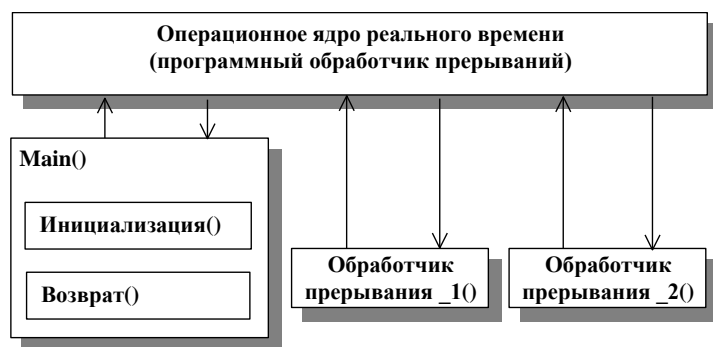 Операционное ядро реального времени
(программный обработчик прерываний)
Main()
Инициализация()
Возврат()
Обработчик
прерывания _1()
Обработчик
прерывания _2()